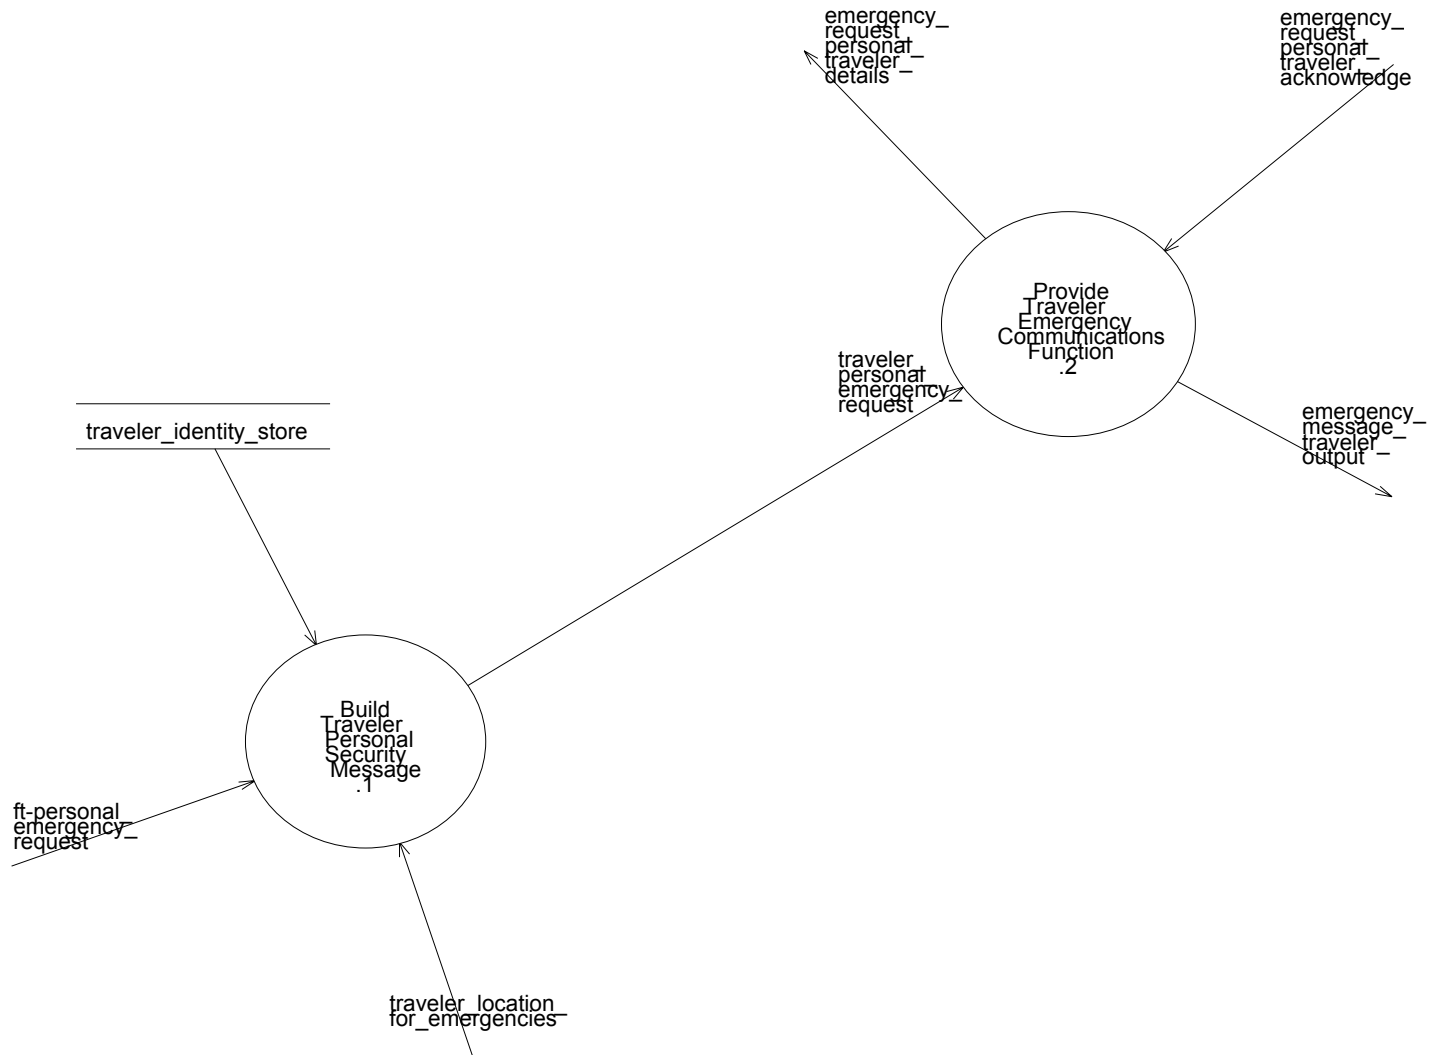 emergency_
request_
personal_
traveler_
details
emergency_
request_
personal_
traveler_
acknowledge
Provide
Traveler
Emergency
Communications
Function
.2
traveler_
personal_
emergency_
request
emergency_
message_
traveler_
output
traveler_identity_store
Build
Traveler
Personal
Security
Message
.1
ft-personal_
emergency_
request
traveler_location_
for_emergencies